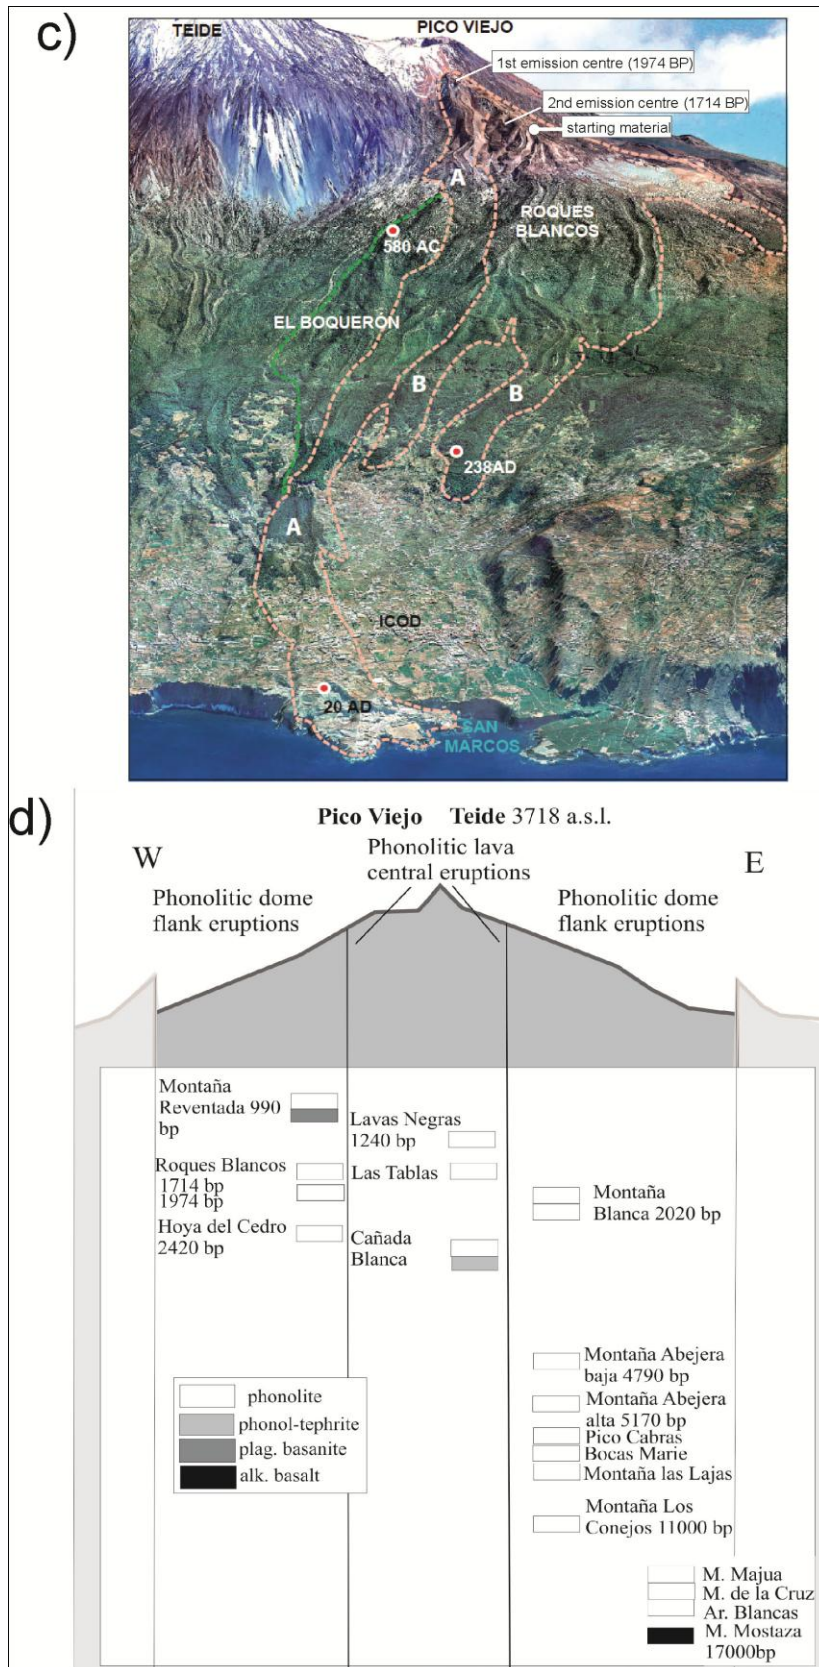 c)
TEIDE
PICO VIEJO
1st emission centre (1974 BP)
2nd emission centre (1714 BP)
starting material
A
ROQUES
BLANCOS
580 AC
EL BOQUERÓN
B
B
238AD
A
ICOD
20 AD
SAN
MARCOS
d)
Pico Viejo Teide 3718 a.s.l.
W
Phonolitic lava
central eruptions
E
Phonolitic dome
flank eruptions
Phonolitic dome
flank eruptions
Montaña
Reventada 990
bp
Lavas Negras
1240 bp
Roques Blancos
1714 bp
1974 bp
Las Tablas
Montaña
Blanca 2020 bp
Hoya del Cedro
2420 bp
Cañada
Blanca
Montaña Abejera
baja 4790 bp
Montaña Abejera
alta 5170 bp
Pico Cabras
Bocas Marie
Montaña las Lajas
Montaña Los
Conejos 11000 bp
phonolite
phonol-tephrite
plag. basanite
alk. basalt
M. Majua
M. de la Cruz
Ar. Blancas
M. Mostaza
17000bp